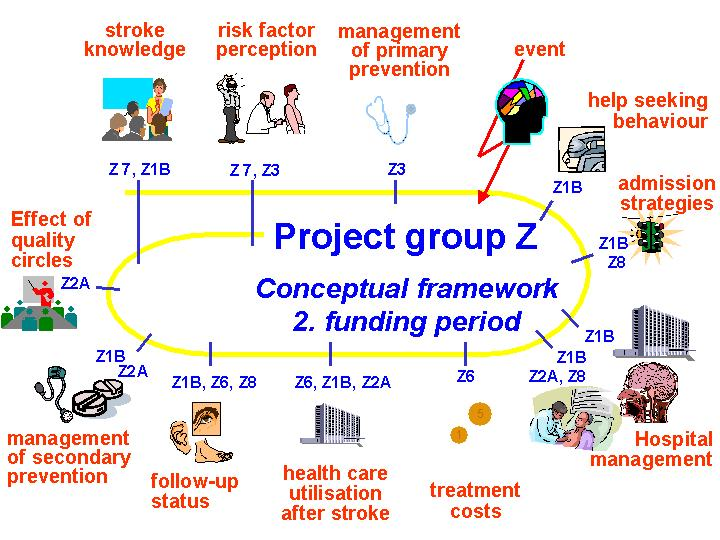 stroke
knowledge
risk factor
perception
management
of primary
prevention
event
help seeking
behaviour
Z 7, Z1B
Z 7, Z3
Z3
Z1B
admission
strategies
Effect of
quality
circles
Z2A
Project group Z
Z1B
Z8
Conceptual framework
2. funding period
Z1B
Z1B
Z2A
Z1B, Z6, Z8
Z6, Z1B, Z2A
Z6
Z1B
Z2A, Z8
5
1
management
of secondary
prevention
follow-up
status
health care
utilisation
after stroke
treatment
costs
Hospital
management